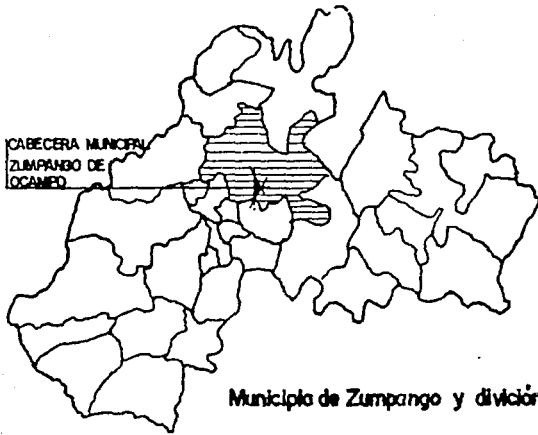 CABECERA MUNICIPAL
ZUMPANGO DE
OCAMPO
Municipio de Zumpango y división